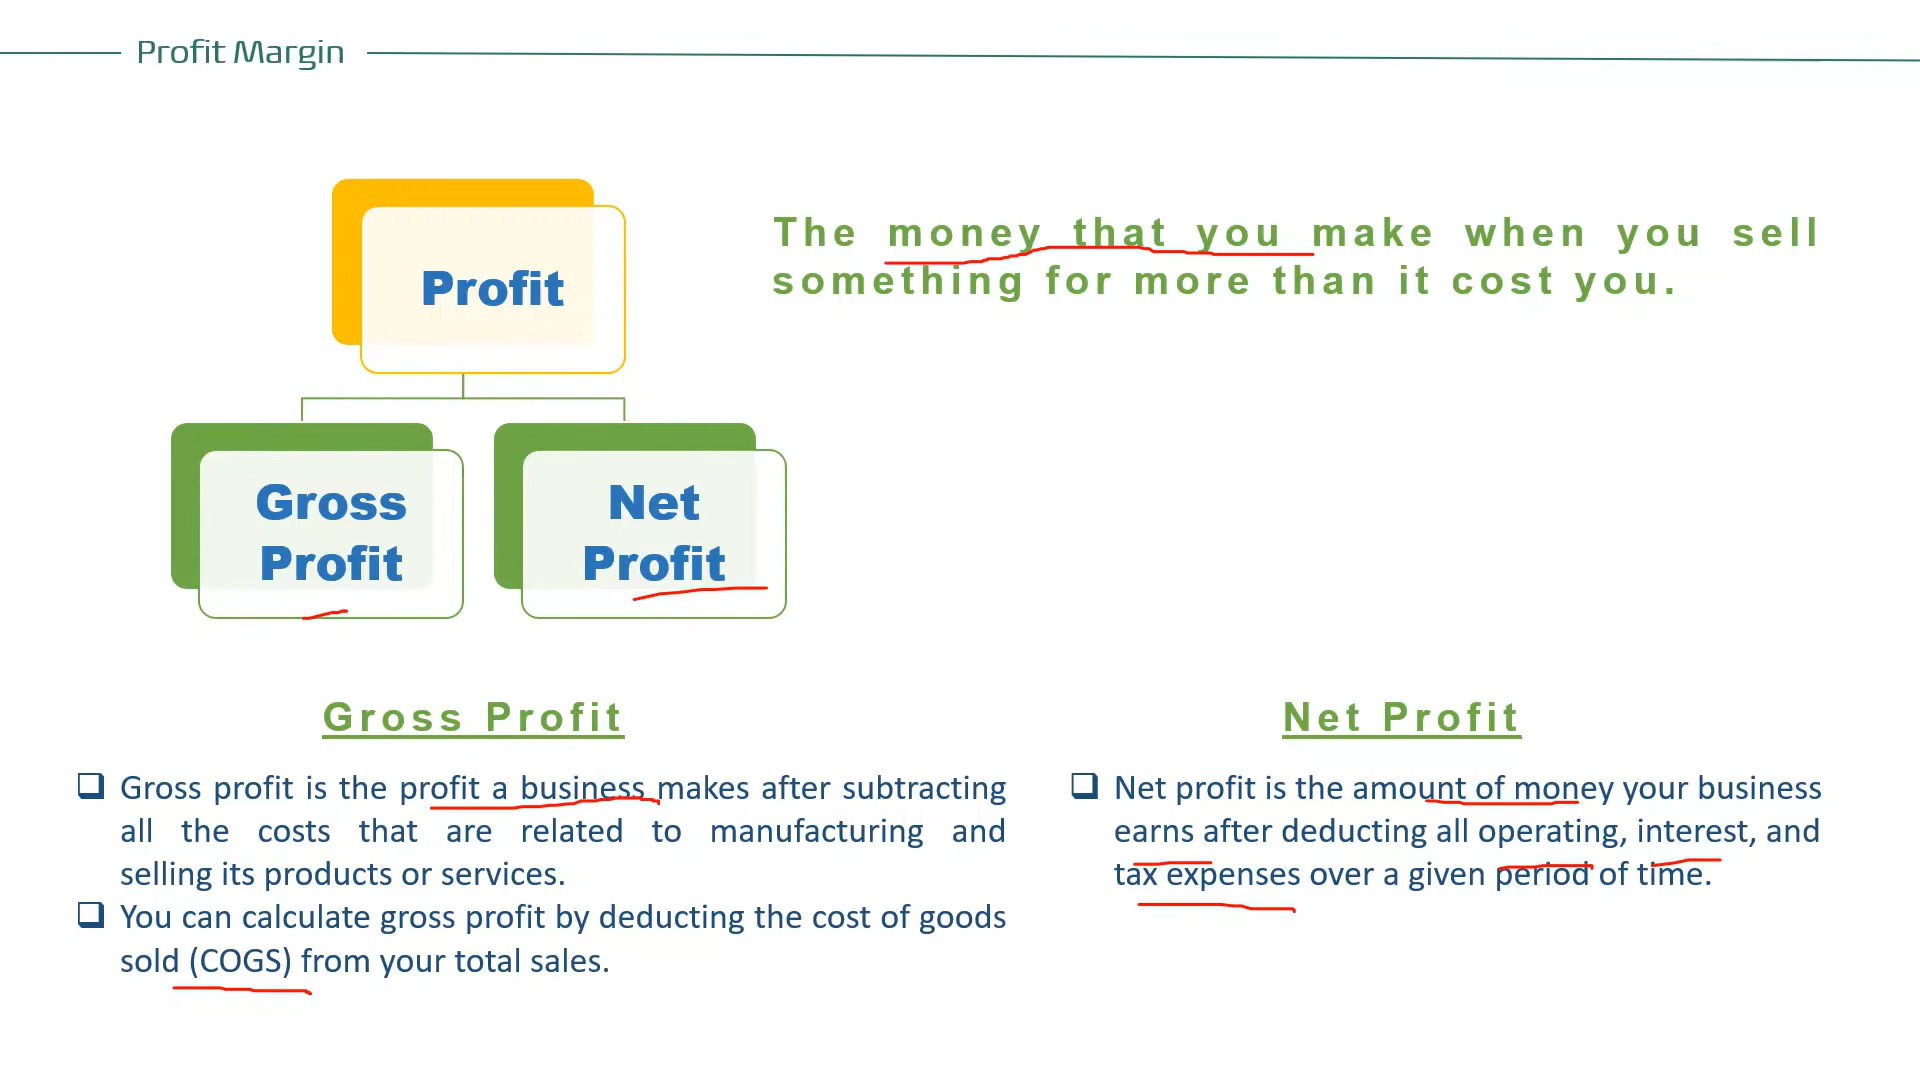 Profit Margin
Profit
The money that you make when you sell
something for more than it cost you.
Gross
Profit
Net
Profit
Gross Profit
Gross profit is the profit a business makes after subtracting
all the costs that are related to manufacturing and
selling its products or services.
You can calculate gross profit by deducting the cost of goods
sold (COGS) from your total sales.
Net Profit
Net profit is the amount of money your business
earns after deducting all operating, interest, and
tax expenses over a given period of time.